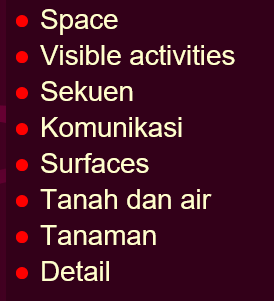 Space
Visible activities
Sekuen
Komunikasi
Surfaces
Tanah dan air
Tanaman
Detail